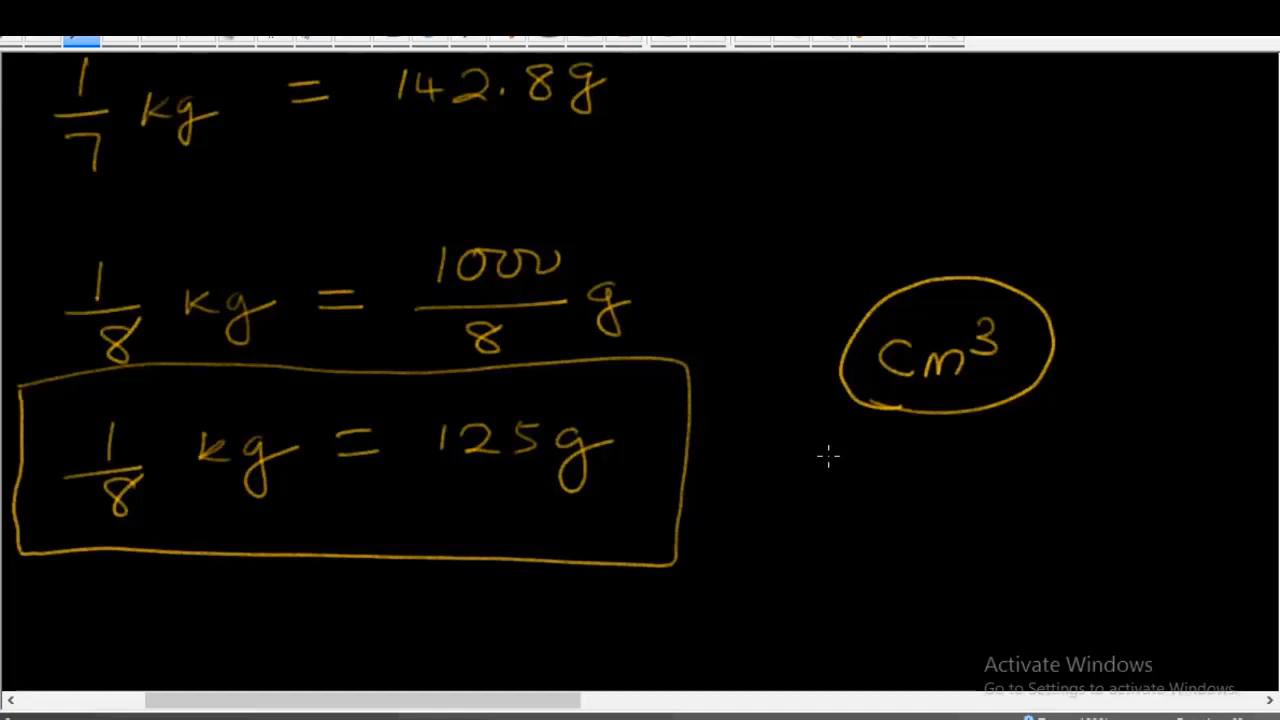 1/7 kg = 142.8g
1/8 kg = 1000/8 g
cm³
1/8 kg = 125g
Activate Windows
Go to Settings to activate Windows.